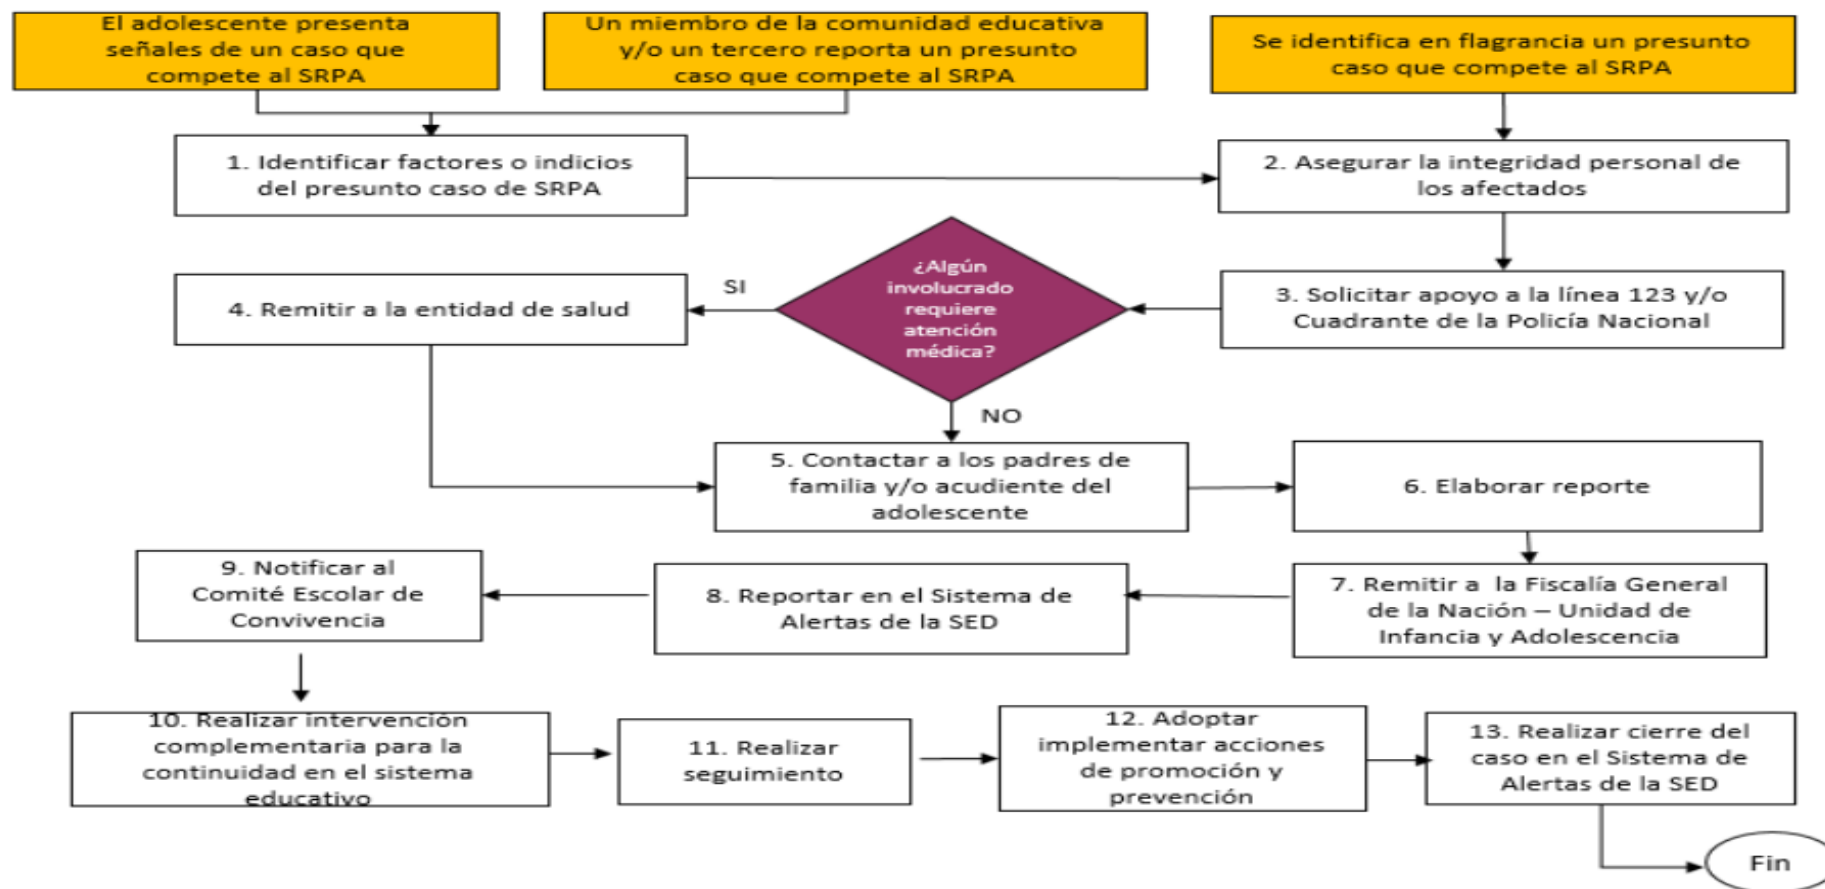 El adolescente presenta
señales de un caso que
compete al SRPA
Un miembro de la comunidad educativa
y/o un tercero reporta un presunto
caso que compete al SRPA
Se identifica en flagrancia un presunto
caso que compete al SRPA
1. Identificar factores o indicios
del presunto caso de SRPA
2. Asegurar la integridad personal de
los afectados
¿Algún
involucrado
requiere
atención
médica?
SI
4. Remitir a la entidad de salud
3. Solicitar apoyo a la línea 123 y/o
Cuadrante de la Policía Nacional
NO
5. Contactar a los padres de
familia y/o acudiente del
adolescente
6. Elaborar reporte
9. Notificar al
Comité Escolar de
Convivencia
8. Reportar en el Sistema de
Alertas de la SED
7. Remitir a la Fiscalía General
de la Nación – Unidad de
Infancia y Adolescencia
10. Realizar intervención
complementaria para la
continuidad en el sistema
educativo
11. Realizar
seguimiento
12. Adoptar
implementar acciones
de promoción y
prevención
13. Realizar cierre del
caso en el Sistema de
Alertas de la SED
Fin